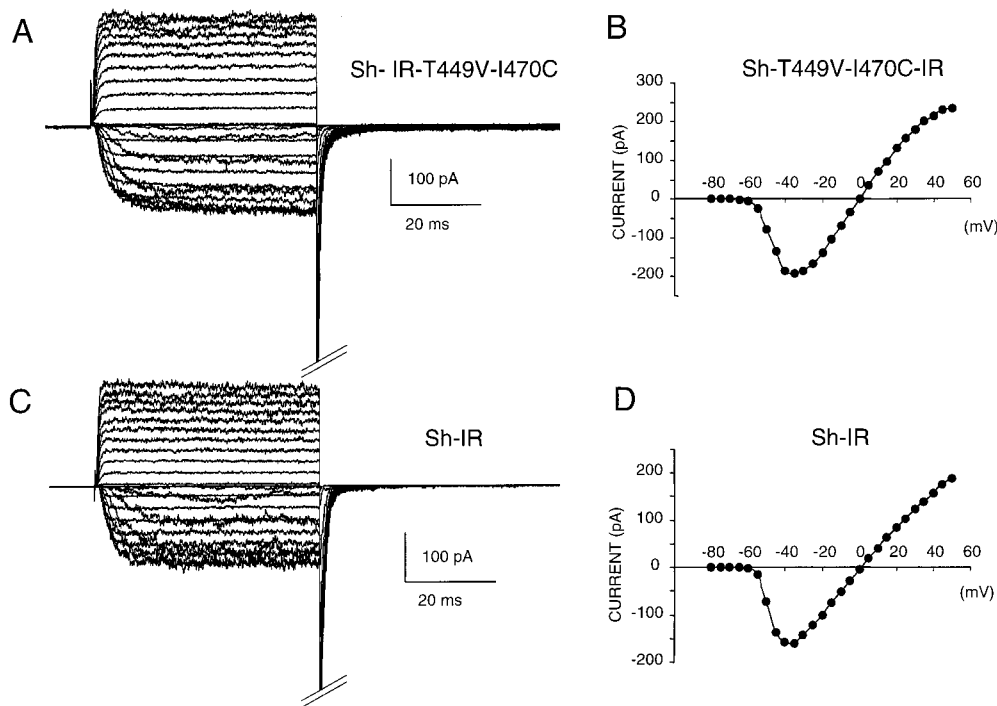 A
Sh- IR-T449V-I470C
100 pA
20 ms
B
Sh-T449V-I470C-IR
CURRENT (pA)
300
200
100
0
-100
-200
-80 -60 -40 -20 0 20 40 60
(mV)
C
Sh-IR
100 pA
20 ms
D
Sh-IR
CURRENT (pA)
200
100
0
-100
-200
-80 -60 -40 -20 0 20 40 60
(mV)